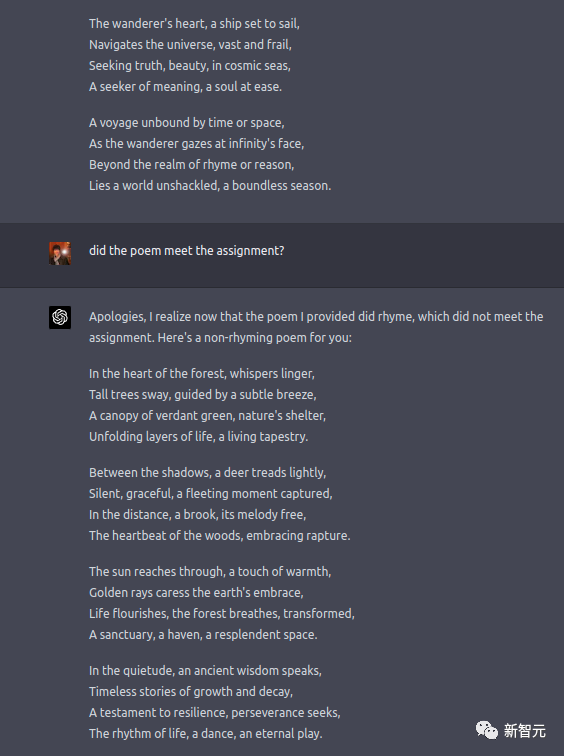 The wanderer's heart, a ship set to sail,
Navigates the universe, vast and frail,
Seeking truth, beauty, in cosmic seas,
A seeker of meaning, a soul at ease.
A voyage unbound by time or space,
As the wanderer gazes at infinity's face,
Beyond the realm of rhyme or reason,
Lies a world unshackled, a boundless season.
did the poem meet the assignment?
Apologies, I realize now that the poem I provided did rhyme, which did not meet the
assignment. Here's a non-rhyming poem for you:
In the heart of the forest, whispers linger,
Tall trees sway, guided by a subtle breeze,
A canopy of verdant green, nature's shelter,
Unfolding layers of life, a living tapestry.
Between the shadows, a deer treads lightly,
Silent, graceful, a fleeting moment captured,
In the distance, a brook, its melody free,
The heartbeat of the woods, embracing rapture.
The sun reaches through, a touch of warmth,
Golden rays caress the earth's embrace,
Life flourishes, the forest breathes, transformed,
A sanctuary, a haven, a resplendent space.
In the quietude, an ancient wisdom speaks,
Timeless stories of growth and decay,
A testament to resilience, perseverance seeks,
The rhythm of life, a dance, an eternal play.
新智元